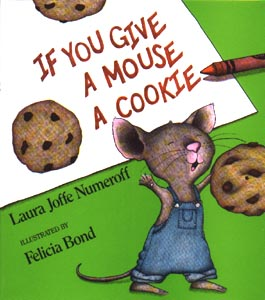 IF YOU GIVE
A MOUSE
A COOKIE
Laura Joffe Numeroff
ILLUSTRATED BY
Felicia Bond